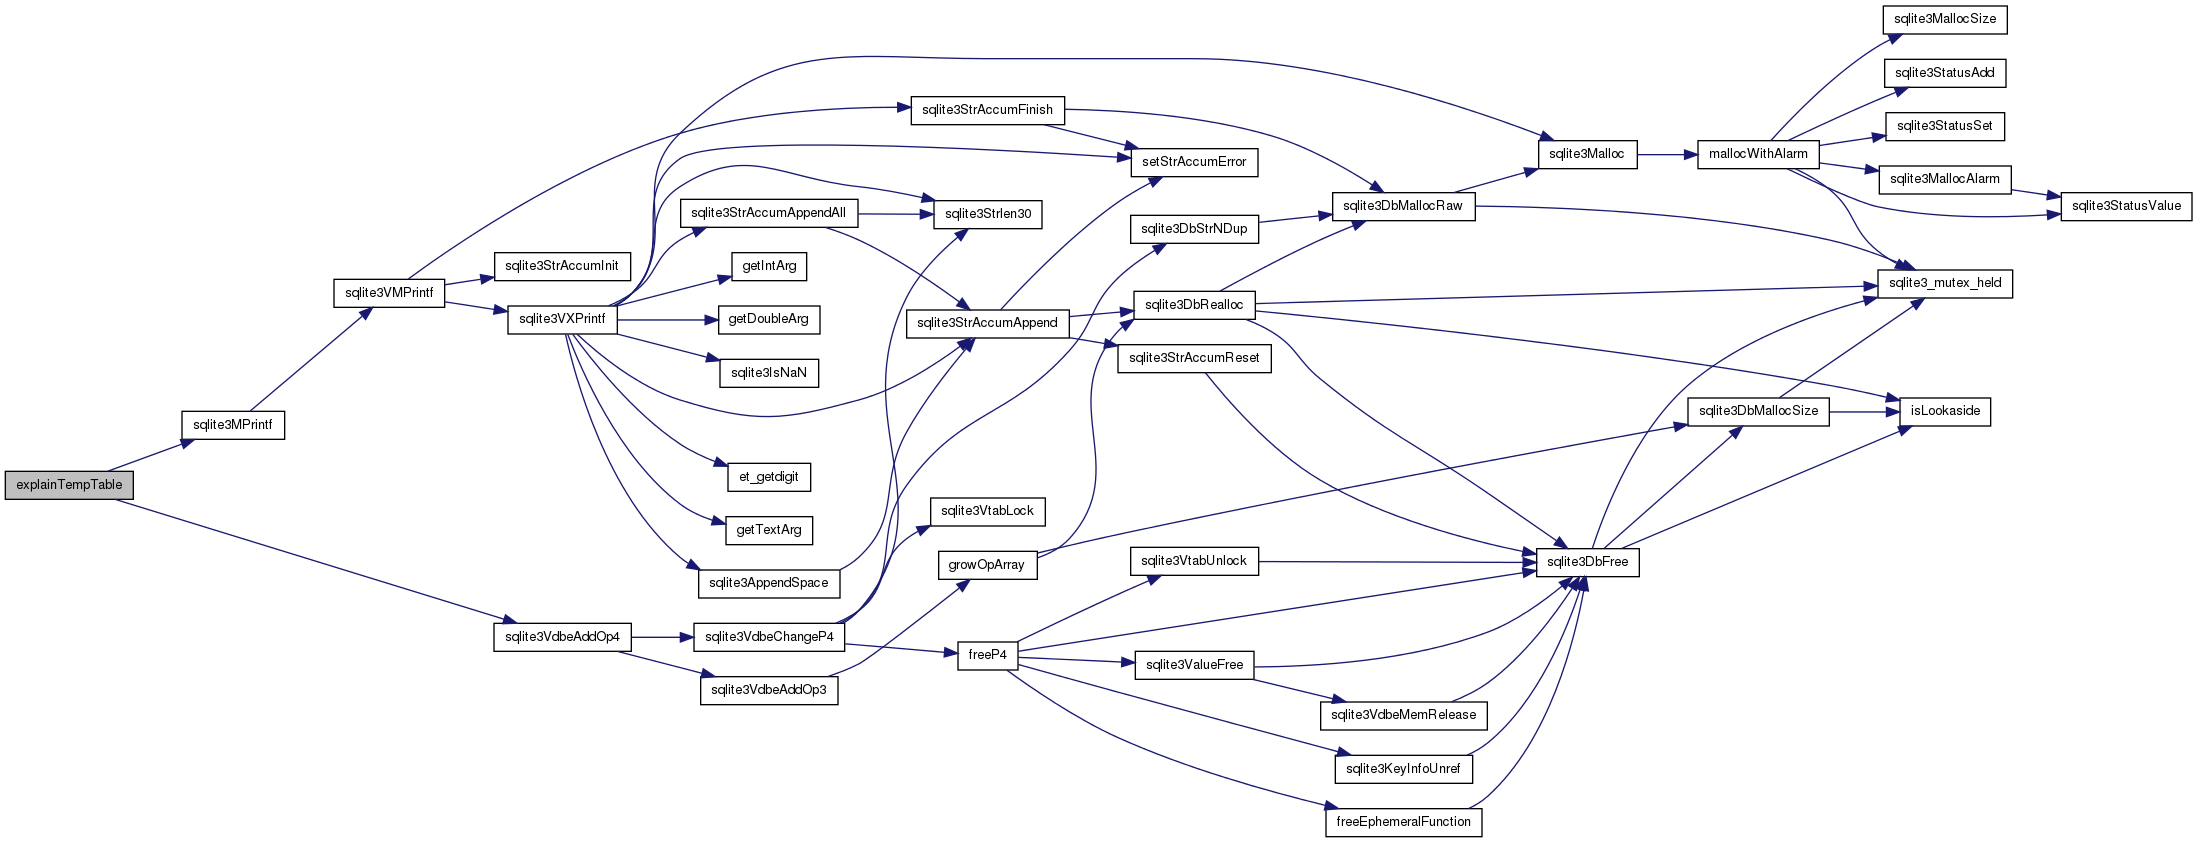 explainTempTable
sqlite3MPrintf
sqlite3VMPrintf
sqlite3StrAccumInit
sqlite3VXPrintf
sqlite3VdbeAddOp4
sqlite3StrAccumAppendAll
getIntArg
getDoubleArg
sqlite3IsNaN
et_getdigit
getTextArg
sqlite3AppendSpace
sqlite3VdbeChangeP4
sqlite3VdbeAddOp3
sqlite3StrAccumFinish
sqlite3Strlen30
sqlite3StrAccumAppend
sqlite3VtabLock
growOpArray
freeP4
setStrAccumError
sqlite3DbStrNDup
sqlite3DbRealloc
sqlite3StrAccumReset
sqlite3VtabUnlock
sqlite3ValueFree
sqlite3DbMallocRaw
sqlite3VdbeMemRelease
sqlite3KeyInfoUnref
freeEphemeralFunction
sqlite3Malloc
sqlite3DbFree
mallocWithAlarm
sqlite3DbMallocSize
sqlite3MallocSize
sqlite3StatusAdd
sqlite3StatusSet
sqlite3MallocAlarm
sqlite3_mutex_held
isLookaside
sqlite3StatusValue